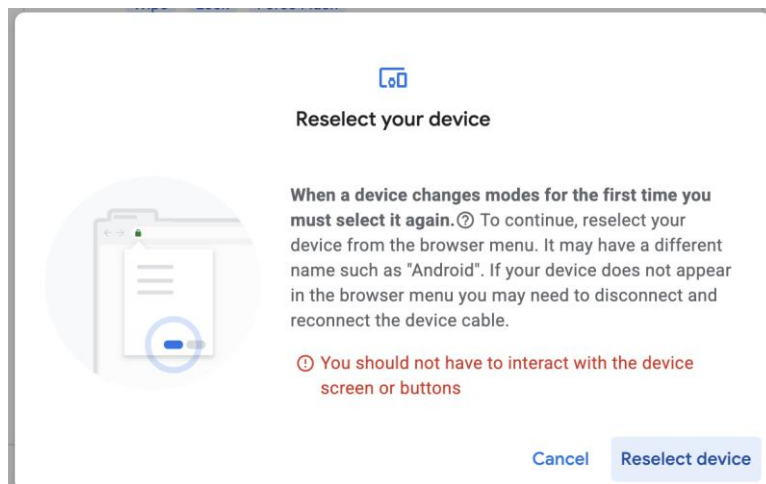 Reselect your device
When a device changes modes for the first time you
must select it again. To continue, reselect your
device from the browser menu. It may have a different
name such as "Android". If your device does not appear
in the browser menu you may need to disconnect and
reconnect the device cable.
You should not have to interact with the device
screen or buttons
Cancel Reselect device